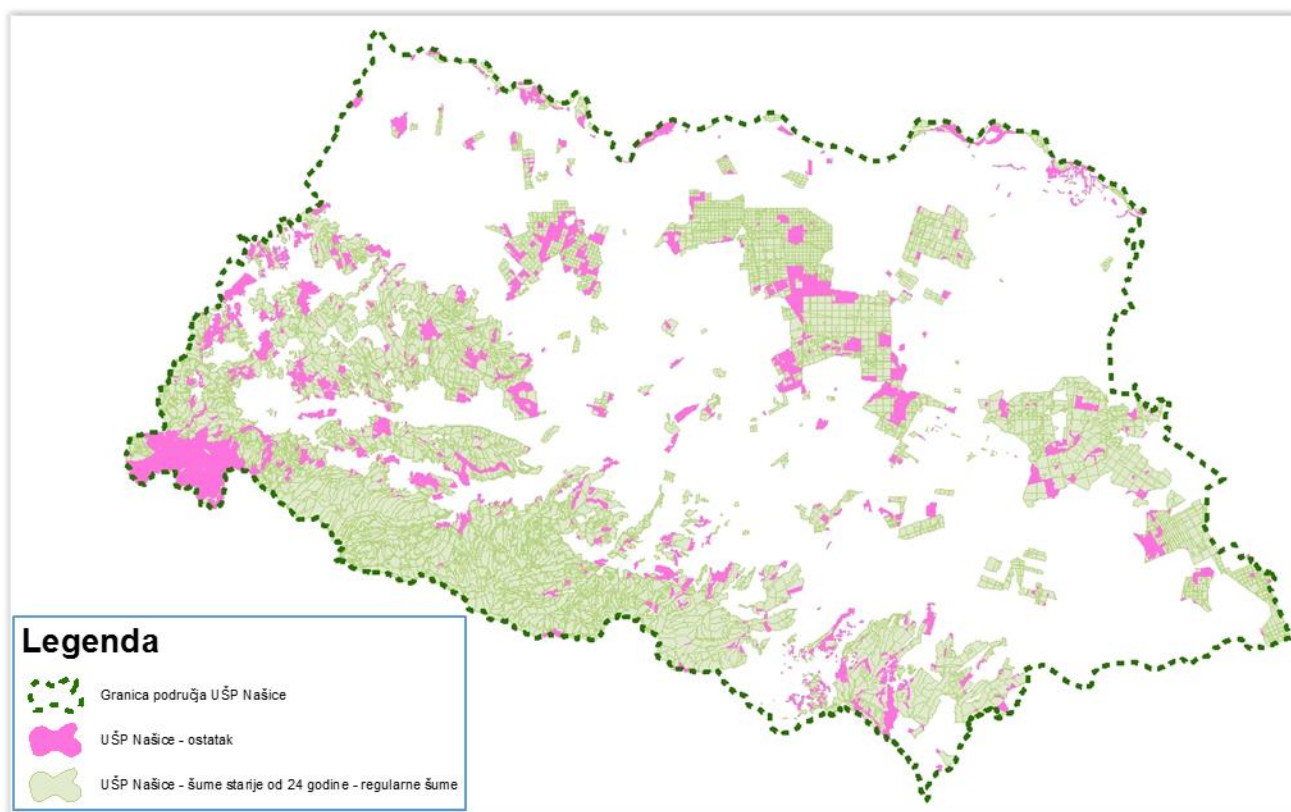 Legenda
Granica područja UŠP Našice
UŠP Našice - ostatak
UŠP Našice - šume starije od 24 godine - regularne šume